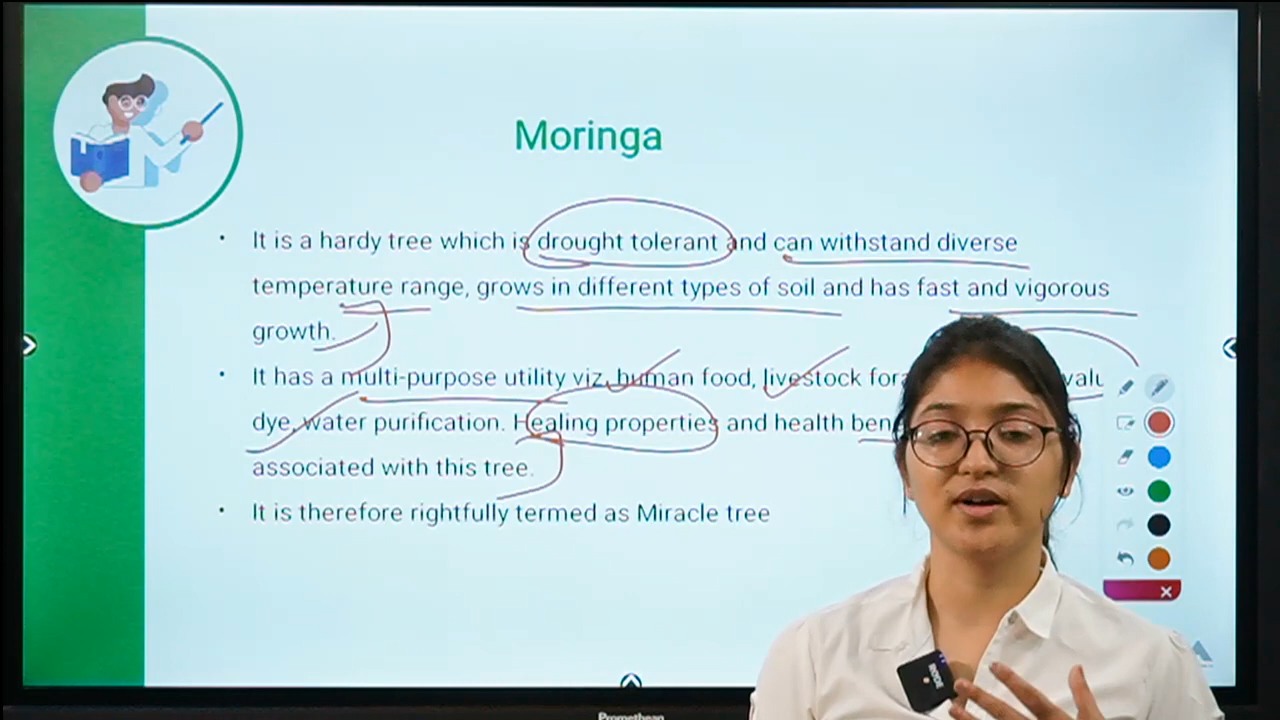 Moringa
• It is a hardy tree which is drought tolerant and can withstand diverse
temperature range, grows in different types of soil and has fast and vigorous
growth.
• It has a multi-purpose utility viz. human food, livestock
dye, water purification. Healing properties and health
associated with this tree.
• It is therefore rightfully termed as Miracle tree
RODE
Promethean